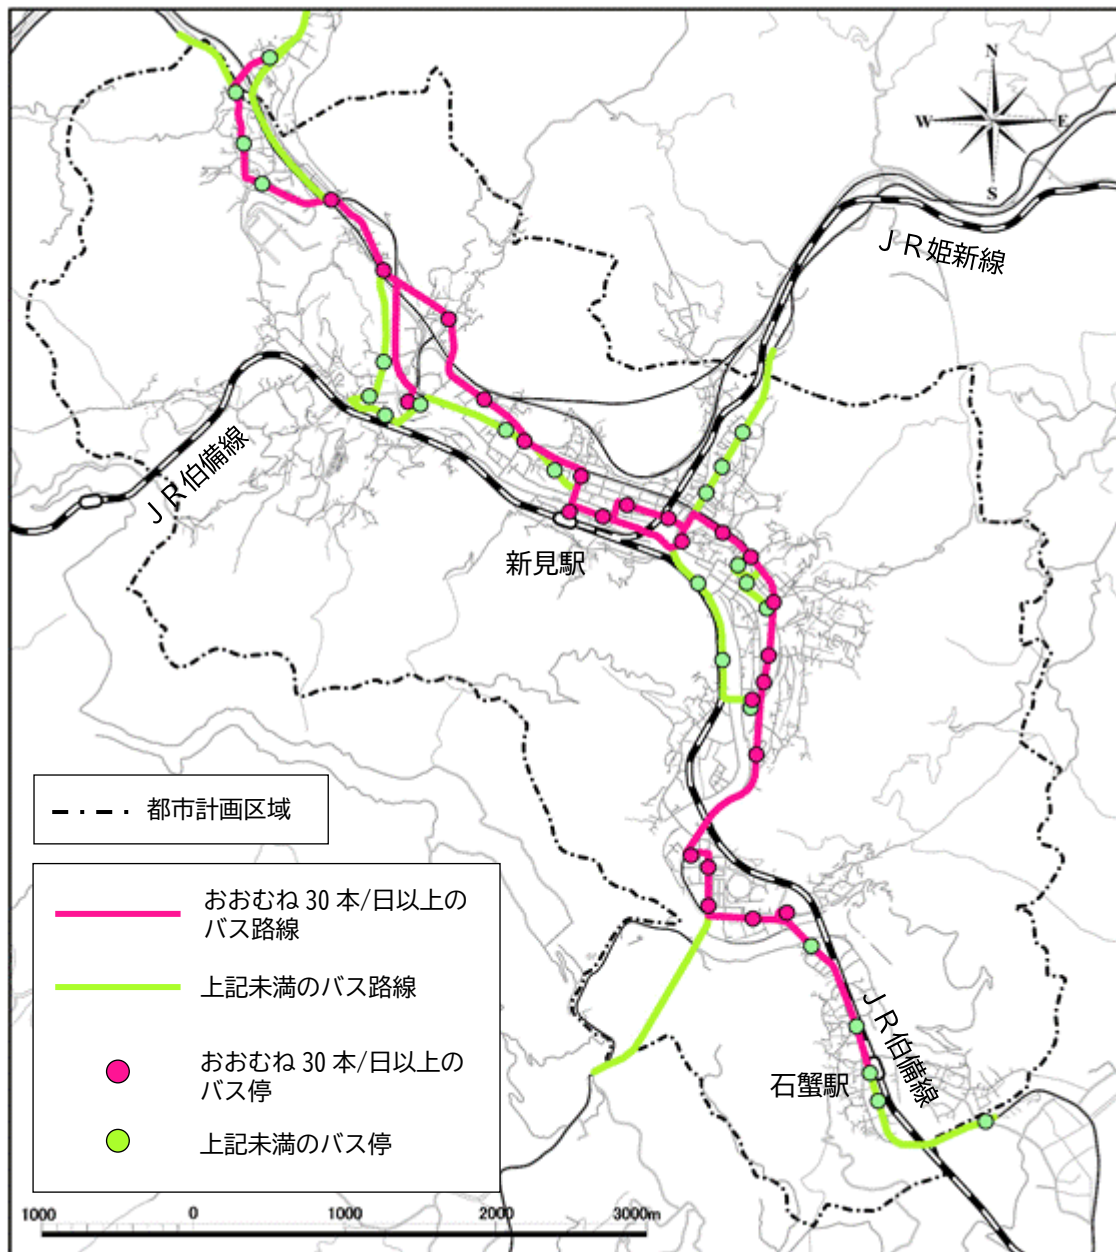 N
W
E
S
ＪＲ姫新線
ＪＲ伯備線
新見駅
都市計画区域
おおむね 30 本/日以上の
バス路線
上記未満のバス路線
おおむね 30 本/日以上の
バス停
上記未満のバス停
ＪＲ伯備線
石蟹駅
1000 0 1000 2000 3000m